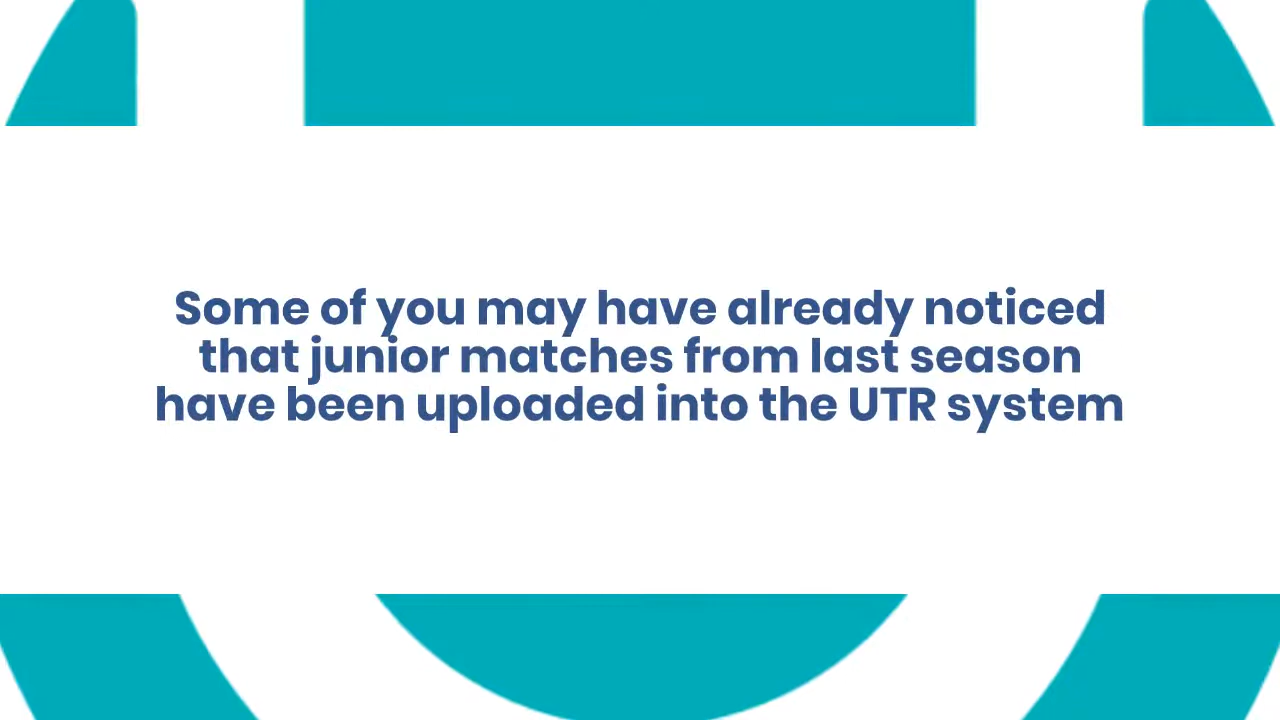 Some of you may have already noticed
that junior matches from last season
have been uploaded into the UTR system